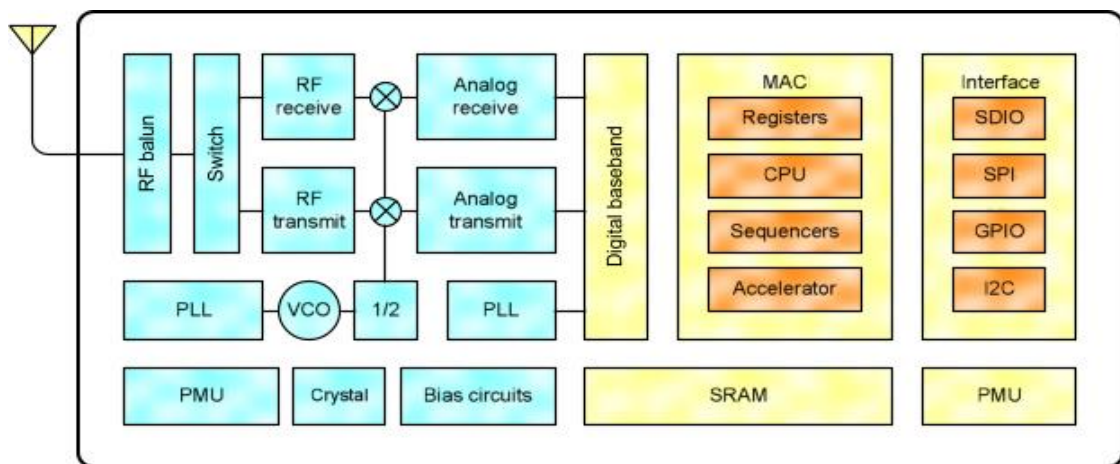 RF balun
Switch
RF
receive
Analog
receive
RF
transmit
Analog
transmit
PLL
VCO
1/2
PLL
Digital baseband
MAC
Registers
CPU
Sequencers
Accelerator
Interface
SDIO
SPI
GPIO
I2C
PMU
Crystal
Bias circuits
SRAM
PMU